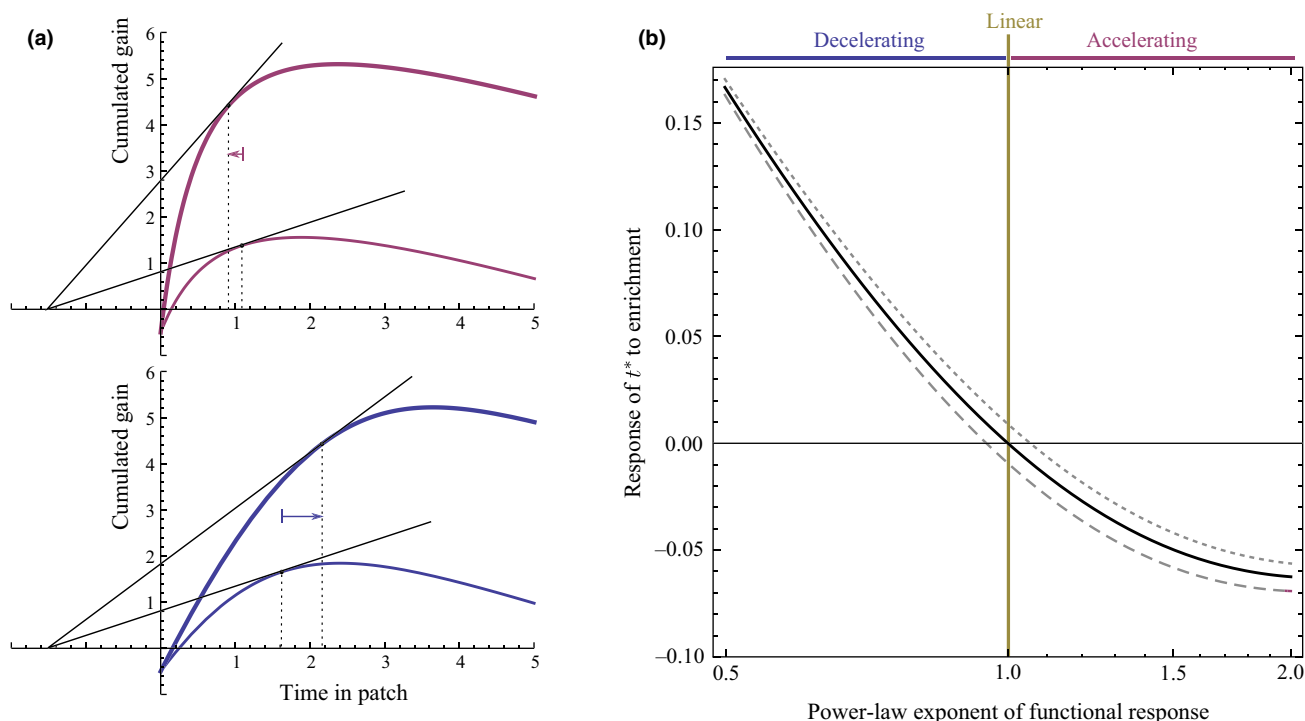 (a)
Cumulated gain
6
5
4
3
2
1
1 2 3 4 5
Cumulated gain
6
5
4
3
2
1
1 2 3 4 5
Time in patch
(b)
Linear
Decelerating Accelerating
Response of t* to enrichment
0.15
0.10
0.05
0.00
−0.05
−0.10
0.5 1.0 1.5 2.0
Power-law exponent of functional response